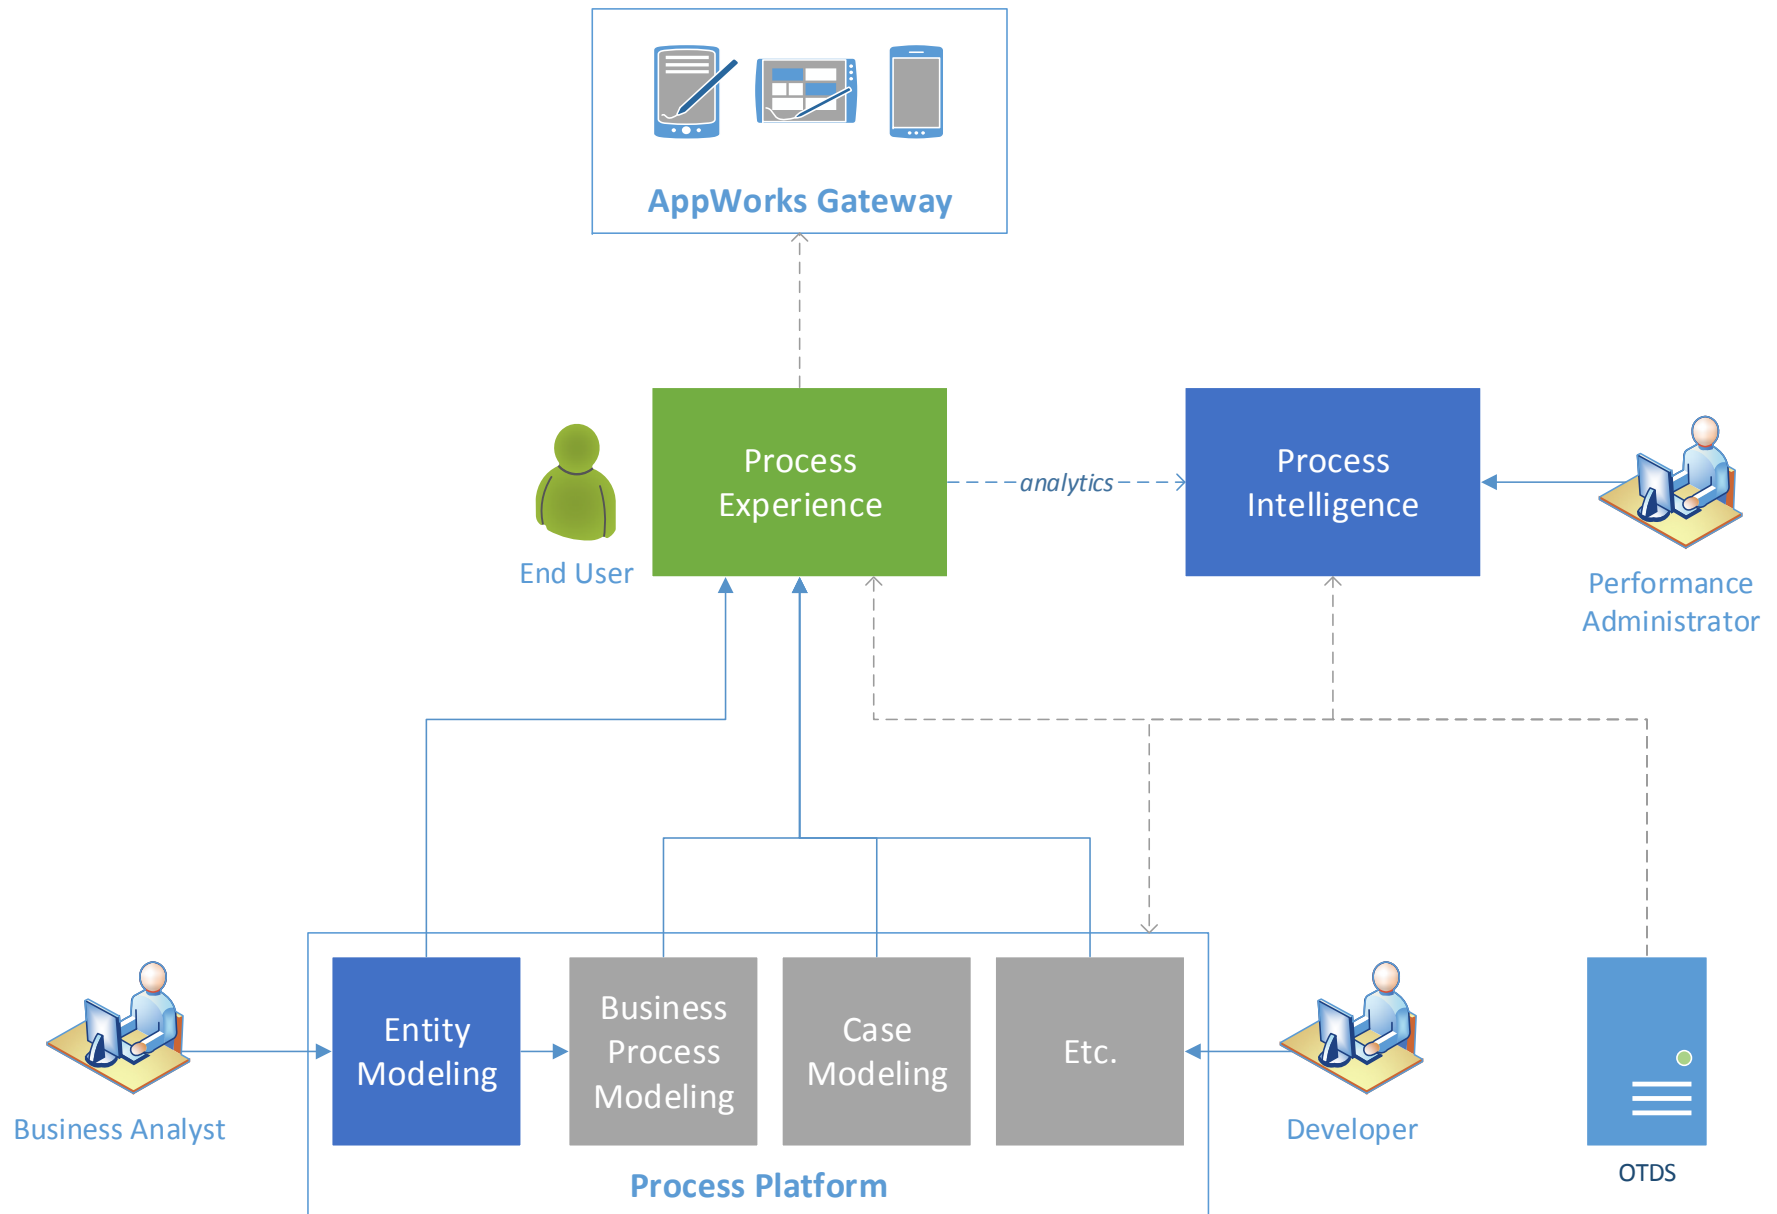 AppWorks Gateway
Process
Experience
analytics
Process
Intelligence
End User
Performance
Administrator
Entity
Modeling
Business
Process
Modeling
Case
Modeling
Etc.
Business Analyst
Developer
Process Platform
OTDS